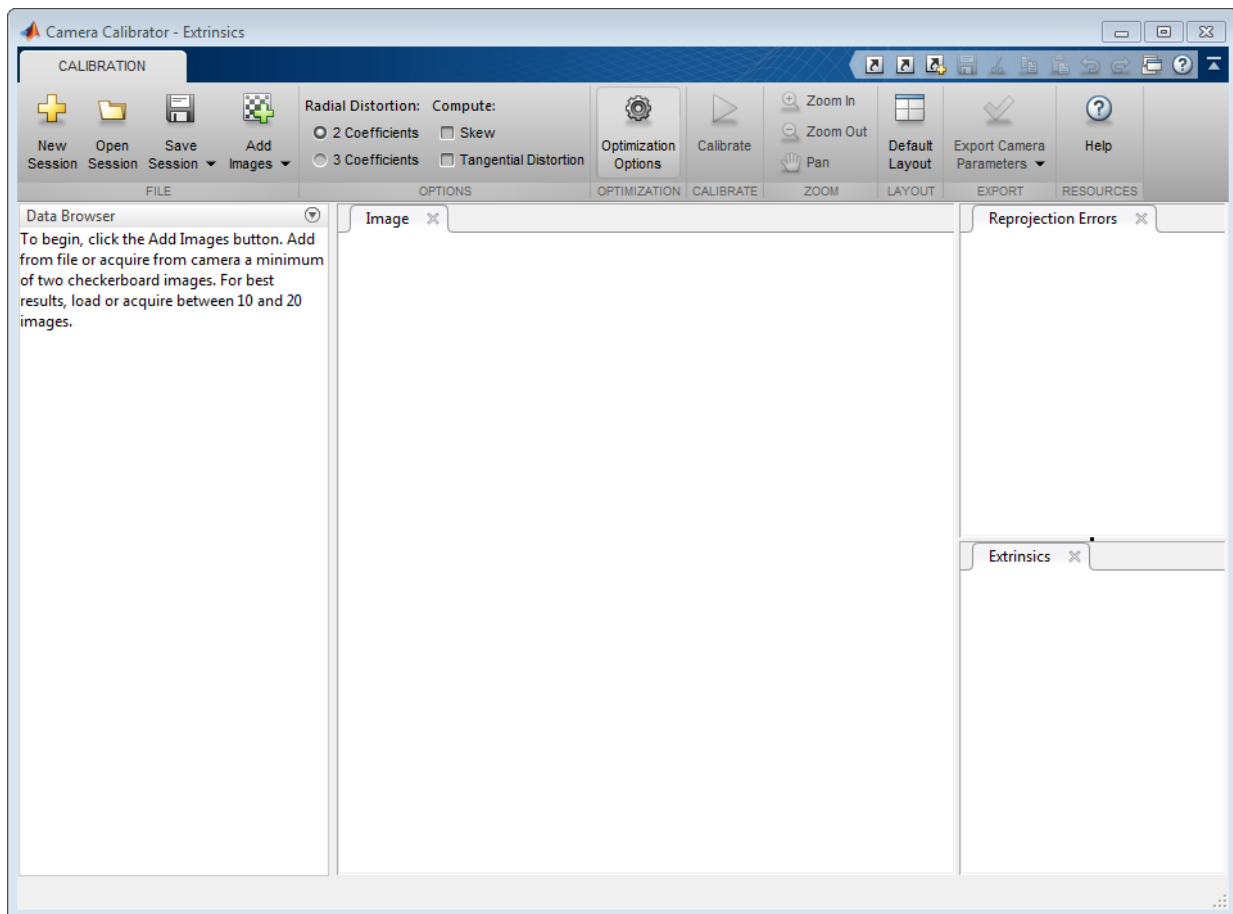 Camera Calibrator - Extrinsics
CALIBRATION
New Session
Open Session
Save Session
Add Images
FILE
Radial Distortion:
2 Coefficients
3 Coefficients
Compute:
Skew
Tangential Distortion
OPTIONS
Optimization Options
OPTIMIZATION
Calibrate
CALIBRATE
Zoom In
Zoom Out
Pan
ZOOM
Default Layout
LAYOUT
Export Camera Parameters
EXPORT
Help
RESOURCES
Data Browser
To begin, click the Add Images button. Add
from file or acquire from camera a minimum
of two checkerboard images. For best
results, load or acquire between 10 and 20
images.
Image
Reprojection Errors
Extrinsics